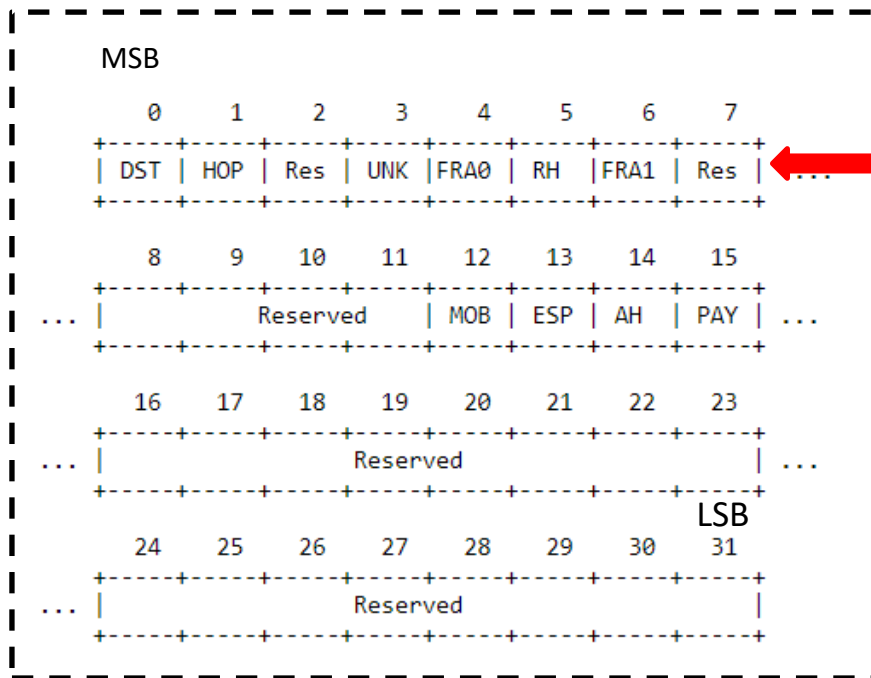 MSB
0 1 2 3 4 5 6 7
+-----+-----+-----+-----+-----+-----+-----+-----+
| DST | HOP | Res | UNK |FRA0 | RH |FRA1 | Res | ...
+-----+-----+-----+-----+-----+-----+-----+-----+
8 9 10 11 12 13 14 15
+-----+-----+-----+-----+-----+-----+-----+-----+
... | Reserved | MOB | ESP | AH | PAY | ...
+-----+-----+-----+-----+-----+-----+-----+-----+
16 17 18 19 20 21 22 23
+-----+-----+-----+-----+-----+-----+-----+-----+
... | Reserved | ...
+-----+-----+-----+-----+-----+-----+-----+-----+
LSB
24 25 26 27 28 29 30 31
+-----+-----+-----+-----+-----+-----+-----+-----+
... | Reserved |
+-----+-----+-----+-----+-----+-----+-----+-----+